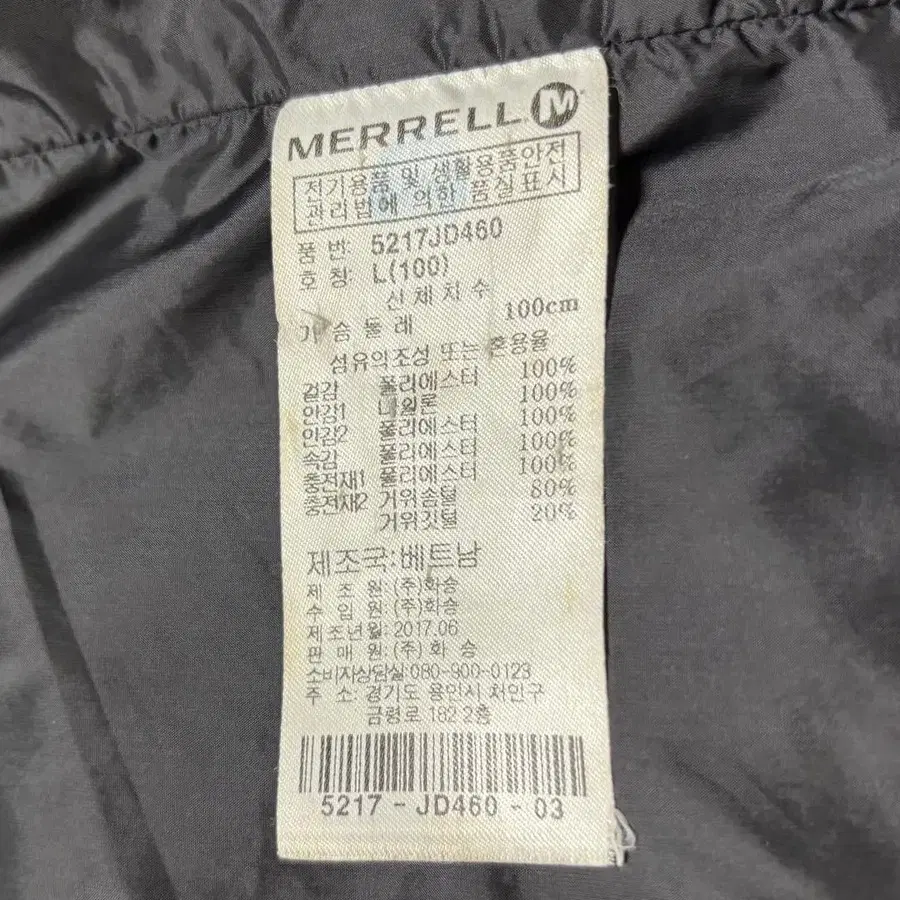 MERRELL M
전기용품 및 생활용품안전
관리법에 의한 품질표시
품 번: 5217JD460
호 칭: L(100)
신체치수
가슴둘레 100cm
섬유의조성 또는 혼용율
겉감 폴리에스터 100%
안감1 나일론 100%
안감2 폴리에스터 100%
속감 폴리에스터 100%
충전재1 폴리에스터 100%
충전재2 거위솜털 80%
거위깃털 20%
제조국:베트남
제 조 원: (주)화승
수 입 원: (주)화승
제조년월: 2017.06
판 매 원: (주) 화 승
소비자상담실:080-900-0123
주 소: 경기도 용인시 처인구
금령로 182 2층
5217 - JD460 - 03